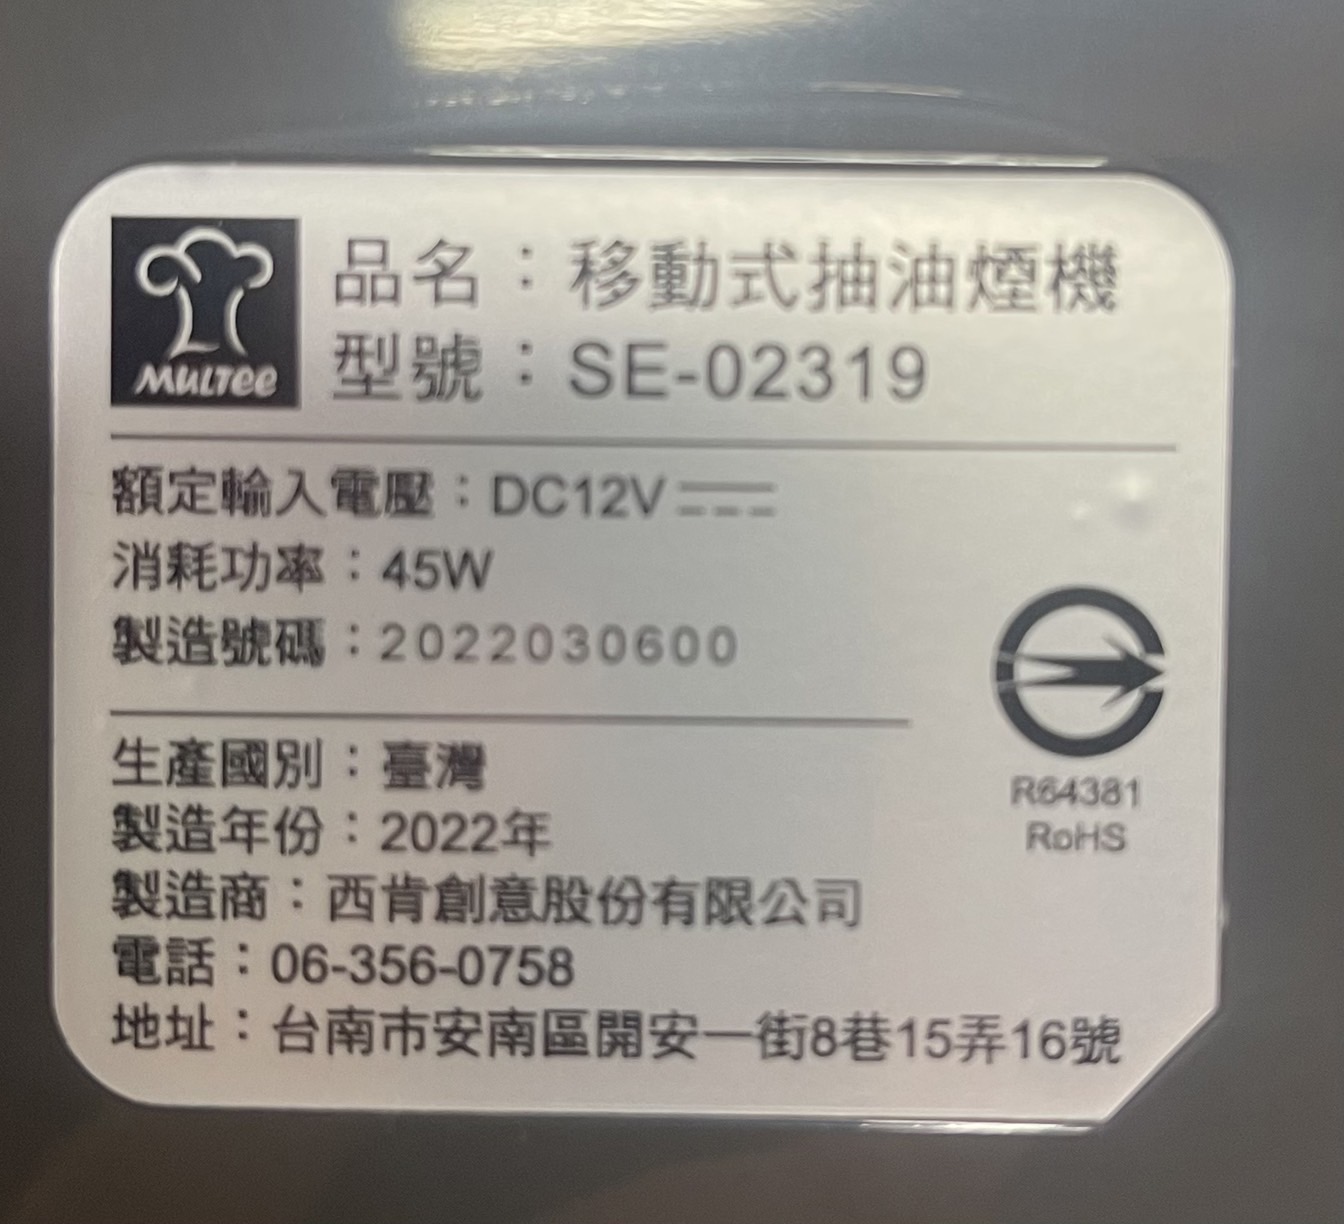 MULTee
品名：移動式抽油煙機
型號：SE-02319
額定輸入電壓：DC12V
消耗功率：45W
製造號碼：2022030600
R64381
RoHS
生產國別：臺灣
製造年份：2022年
製造商：西肯創意股份有限公司
電話：06-356-0758
地址：台南市安南區開安一街8巷15弄16號